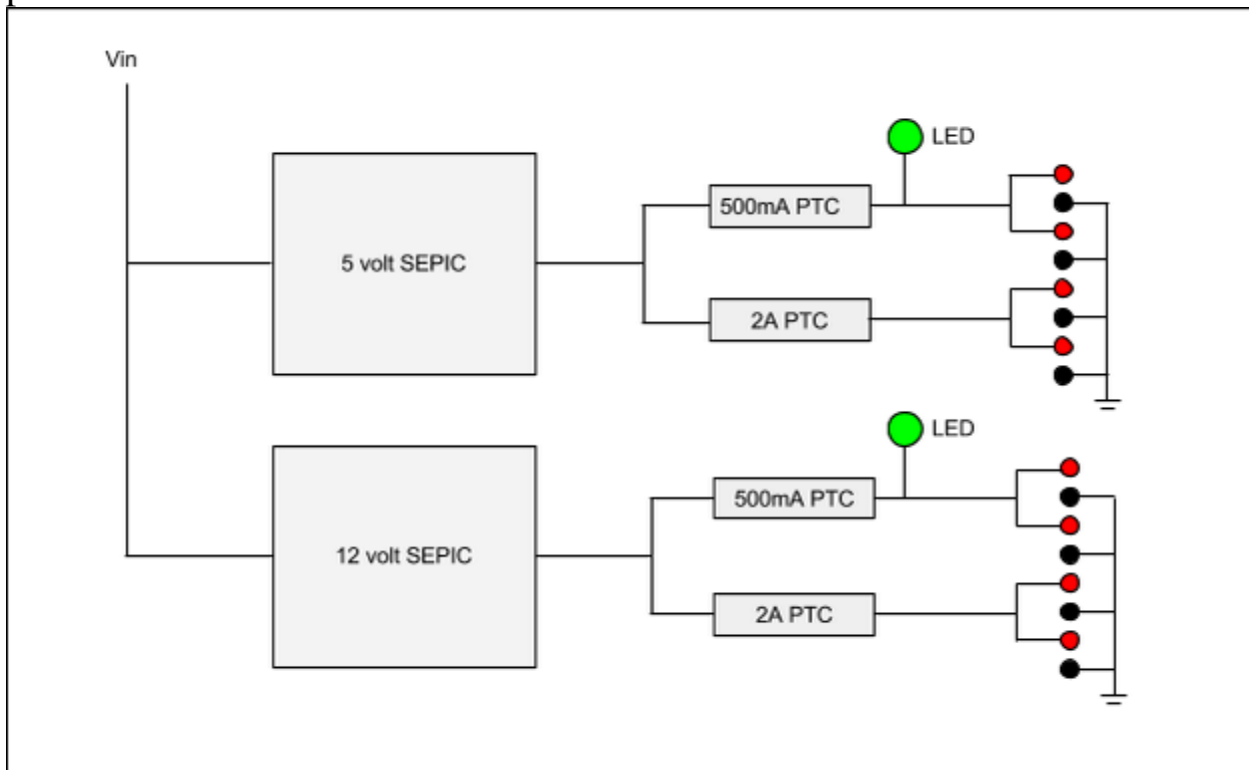 Vin
LED
500mA PTC
5 volt SEPIC
2A PTC
LED
500mA PTC
12 volt SEPIC
2A PTC